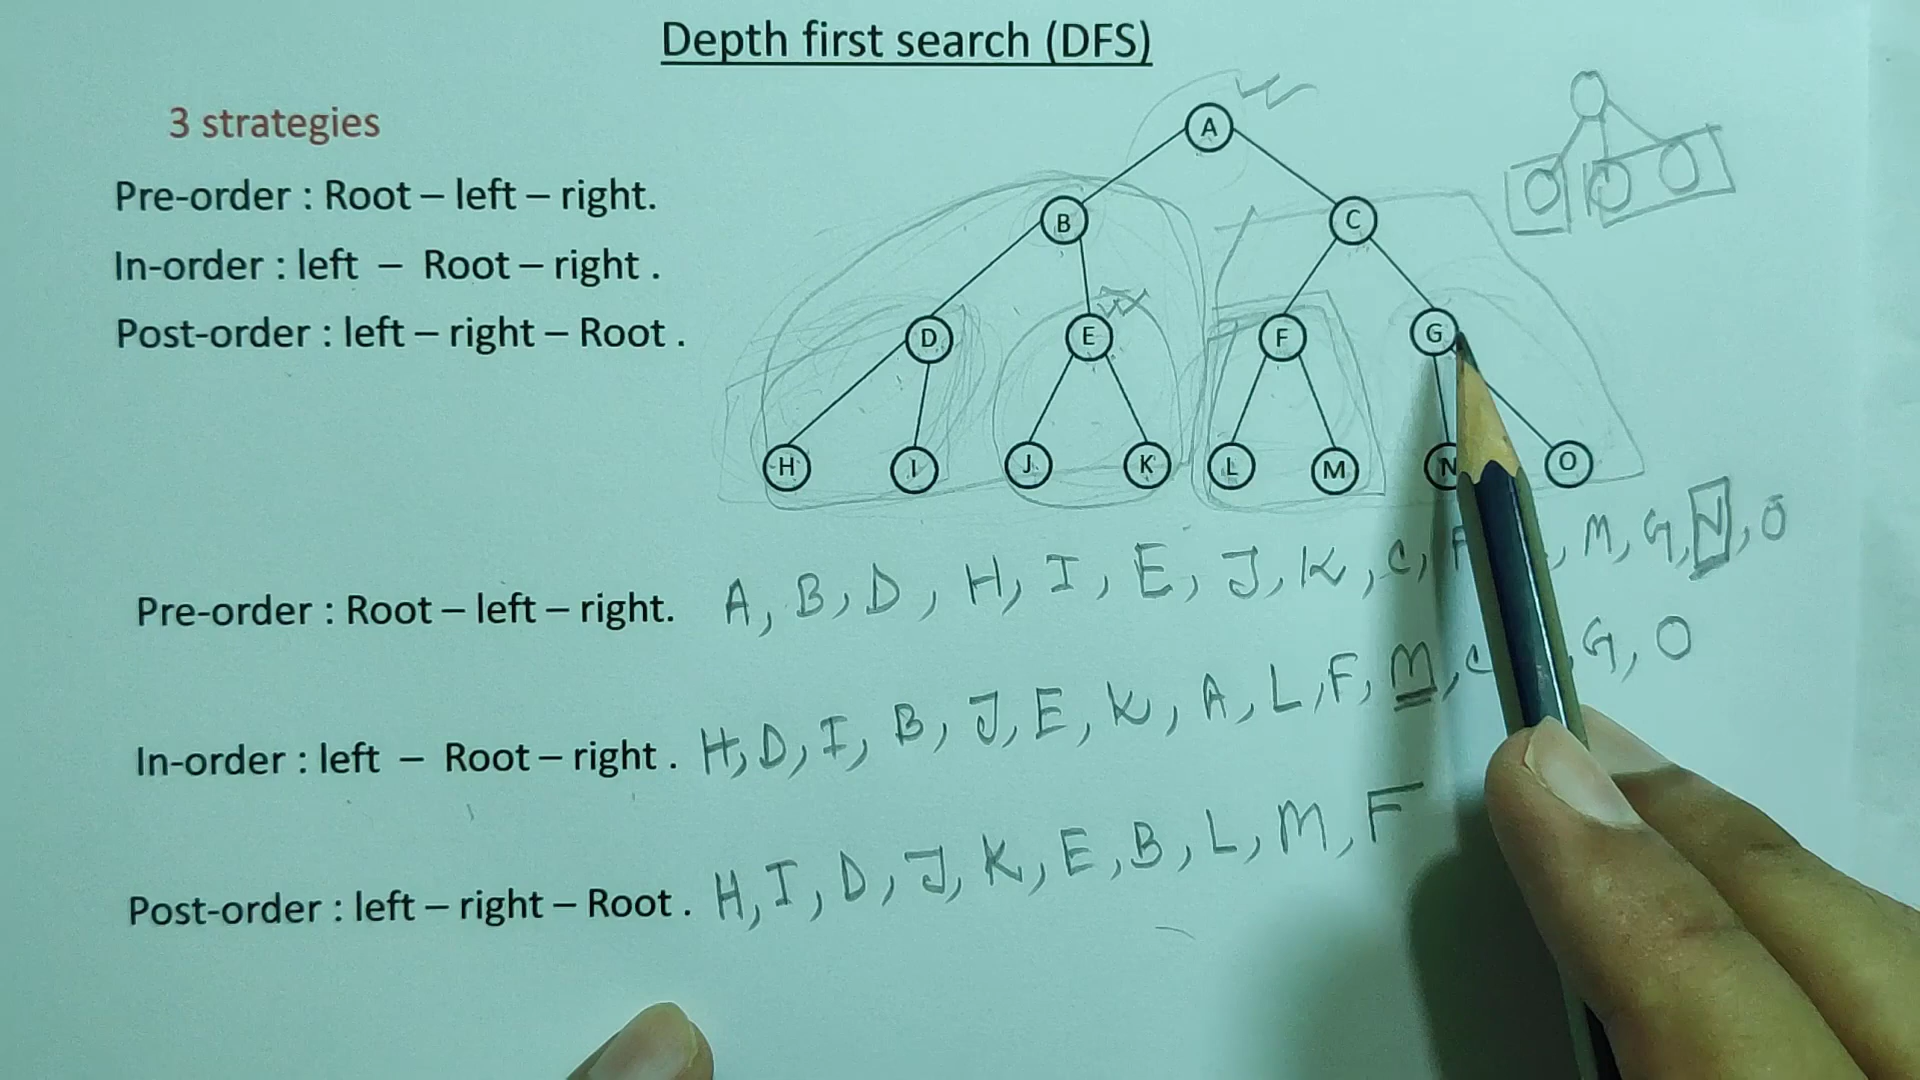 Depth first search (DFS)
3 strategies
Pre-order : Root – left – right.
In-order : left – Root – right .
Post-order : left – right – Root .
A
B C
D E F G
H I J K L M N O
Pre-order : Root – left – right. A, B, D, H, I, E, J, K, C, , M, G, N, O
In-order : left – Root – right . H, D, I, B, J, E, K, A, L, F, M, C G, O
Post-order : left – right – Root . H, I, D, J, K, E, B, L, M, F